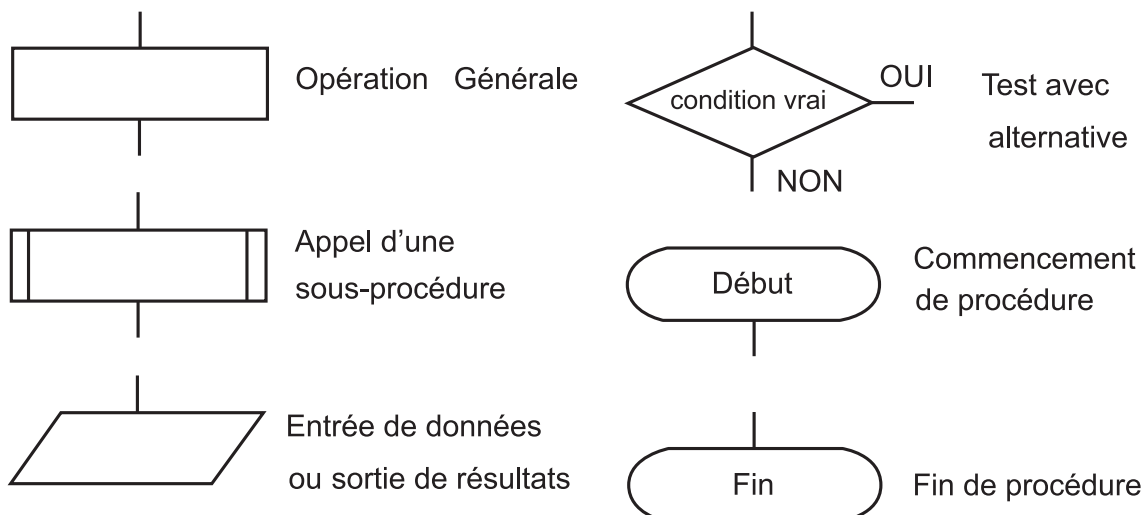 Opération Générale
Appel d'une
sous-procédure
Entrée de données
ou sortie de résultats
condition vrai
OUI
NON
Test avec
alternative
Début
Commencement
de procédure
Fin
Fin de procédure